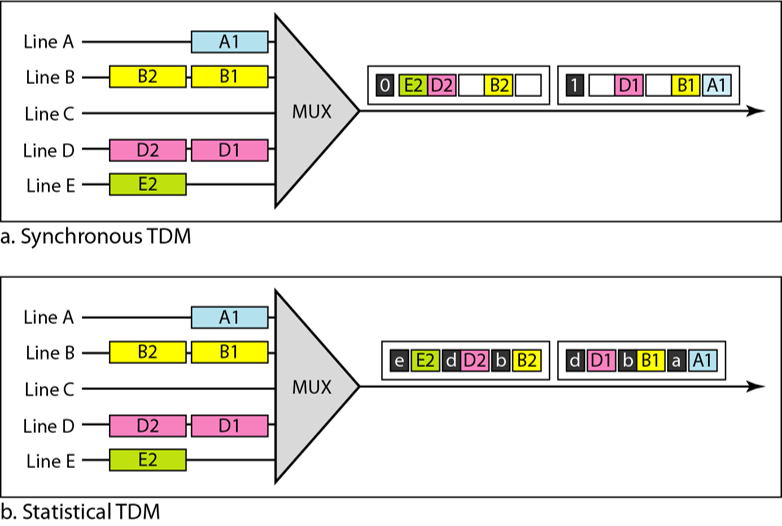 Line A A1
Line B B2 B1 0 E2 D2 B2 1 D1 B1 A1
Line C MUX
Line D D2 D1
Line E E2
a. Synchronous TDM
Line A A1
Line B B2 B1 e E2 d D2 b B2 d D1 b B1 a A1
Line C MUX
Line D D2 D1
Line E E2
b. Statistical TDM